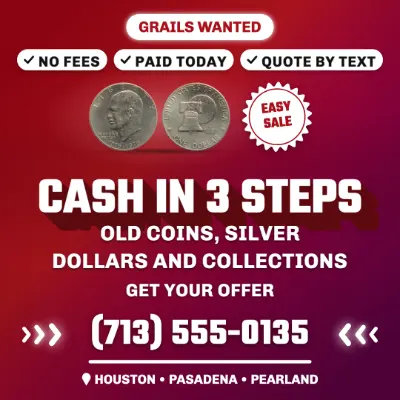 GRAILS WANTED
NO FEES
PAID TODAY
QUOTE BY TEXT
EASY
SALE
CASH IN 3 STEPS
OLD COINS, SILVER
DOLLARS AND COLLECTIONS
GET YOUR OFFER
(713) 555-0135
HOUSTON • PASADENA • PEARLAND